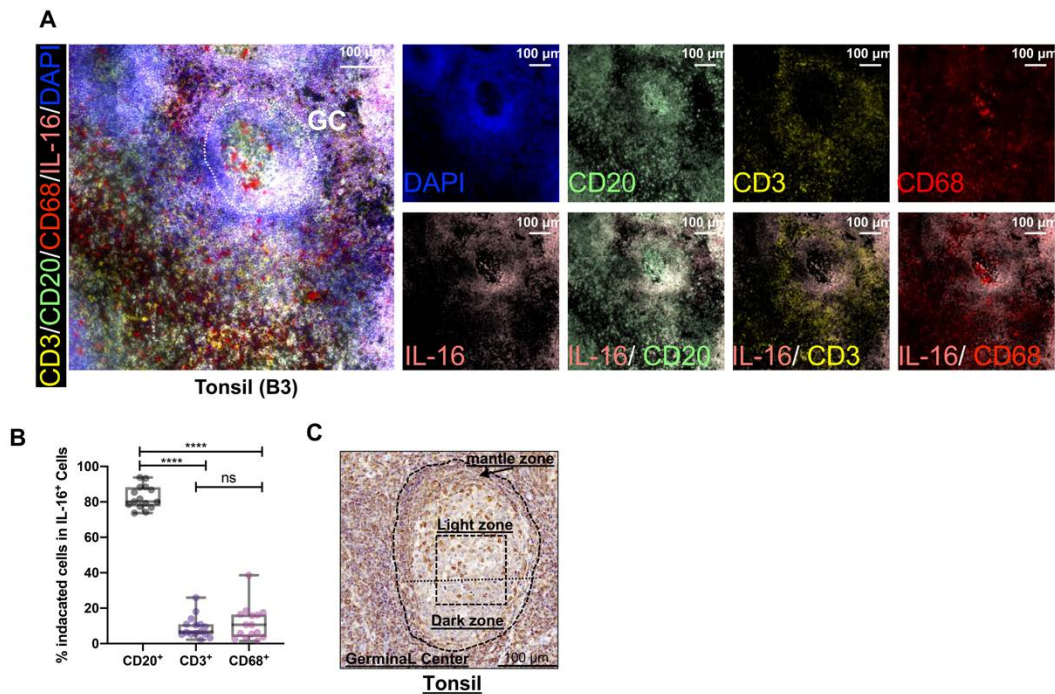 A
CD3/CD20/CD68/IL-16/DAPI
100 μm
GC
Tonsil (B3)
100 μm
DAPI
100 μm
CD20
100 μm
CD3
100 μm
CD68
100 μm
IL-16
100 μm
IL-16/ CD20
100 μm
IL-16/ CD3
100 μm
IL-16/ CD68
B
% indacated cells in IL-16+ Cells
100
80
60
40
20
0
****
****
ns
CD20+
CD3+
CD68+
C
mantle zone
Light zone
Dark zone
GerminaL Center
100 μm
Tonsil